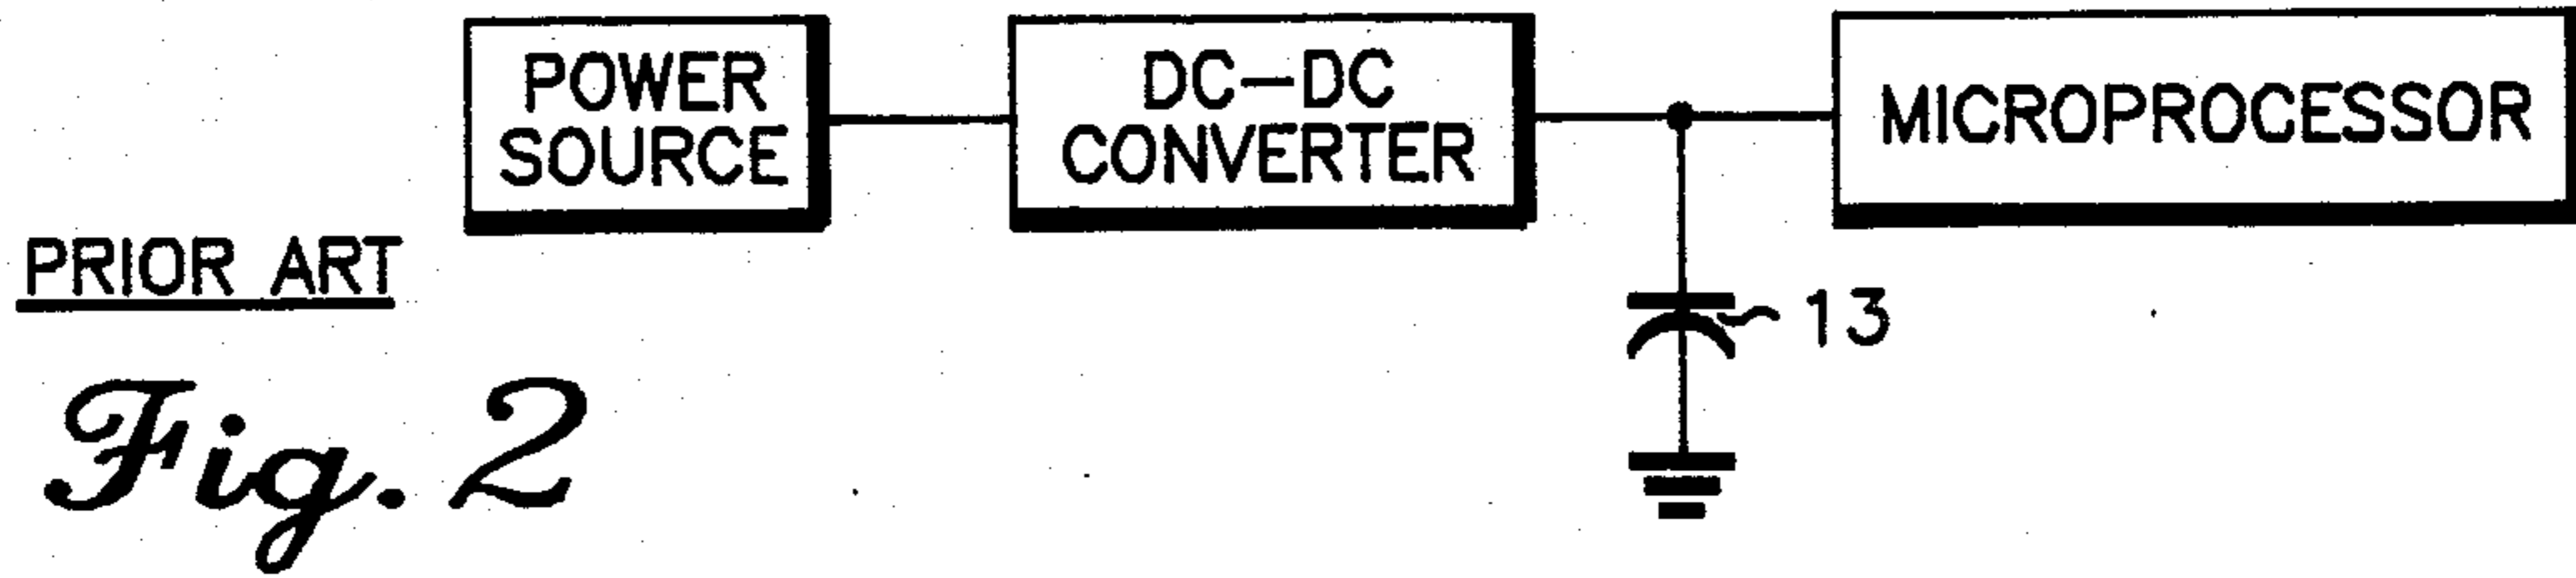 POWER
SOURCE
DC-DC
CONVERTER
MICROPROCESSOR
PRIOR ART
13
Fig. 2